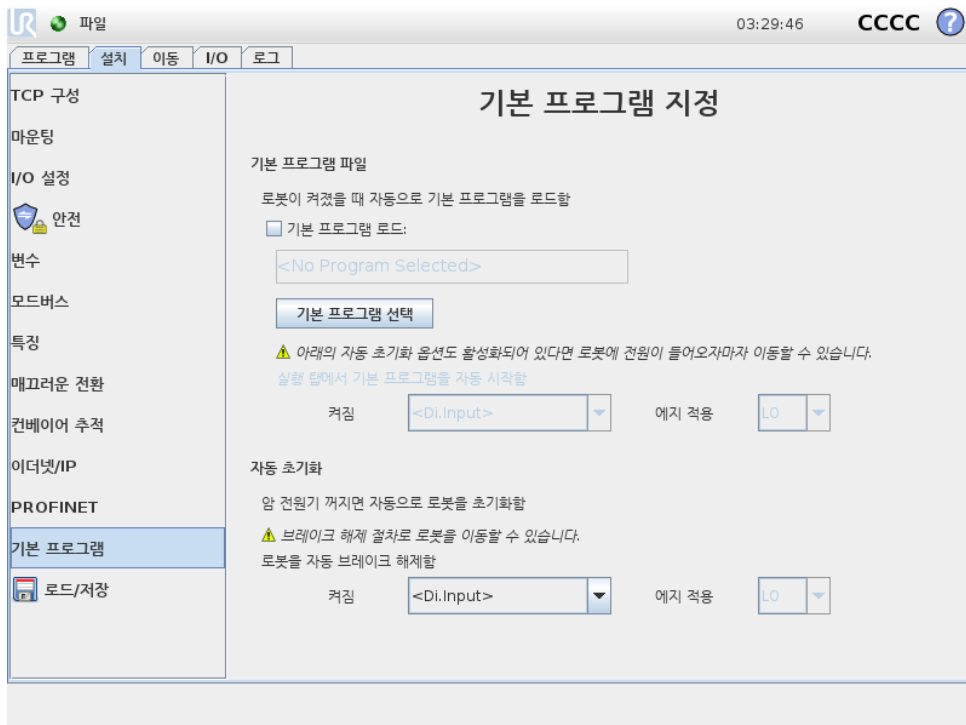 UR 파일 03:29:46 CCCC ?
프로그램 설치 이동 I/O 로그
TCP 구성
마운팅
I/O 설정
안전
변수
모드버스
특징
매끄러운 전환
컨베이어 추적
이더넷/IP
PROFINET
기본 프로그램
로드/저장
기본 프로그램 지정
기본 프로그램 파일
로봇이 켜졌을 때 자동으로 기본 프로그램을 로드함
기본 프로그램 로드:
<No Program Selected>
기본 프로그램 선택
아래의 자동 초기화 옵션도 활성화되어 있다면 로봇에 전원이 들어오자마자 이동할 수 있습니다.
실행 탭에서 기본 프로그램을 자동 시작함
켜짐 <Di.Input> 에지 적용 LO
자동 초기화
암 전원기 꺼지면 자동으로 로봇을 초기화함
브레이크 해제 절차로 로봇을 이동할 수 있습니다.
로봇을 자동 브레이크 해제함
켜짐 <Di.Input> 에지 적용 LO